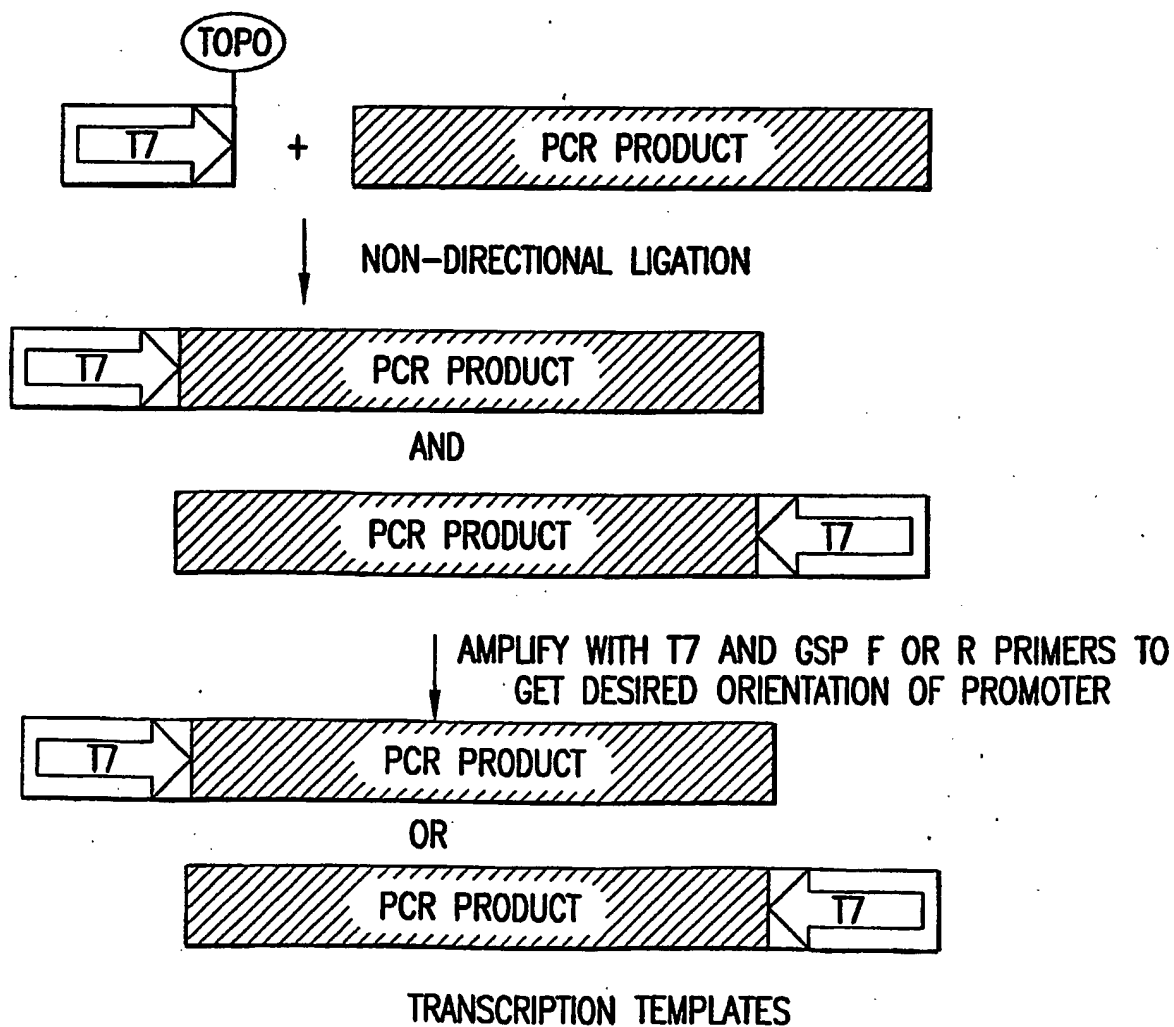 TOPO
T7
+
PCR PRODUCT
NON-DIRECTIONAL LIGATION
T7
PCR PRODUCT
AND
PCR PRODUCT
T7
AMPLIFY WITH T7 AND GSP F OR R PRIMERS TO
GET DESIRED ORIENTATION OF PROMOTER
T7
PCR PRODUCT
OR
PCR PRODUCT
T7
TRANSCRIPTION TEMPLATES